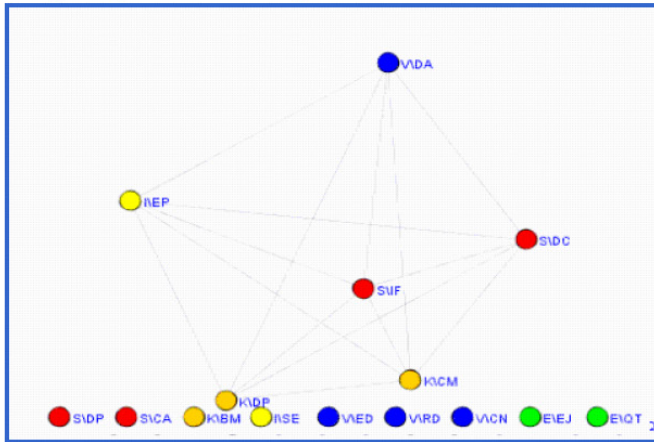 V\DA
I\EP
S\DC
S\IF
K\CM
K\DP
S\DP S\CA K\BM I\SE V\ED V\RD V\CN E\EJ E\QT